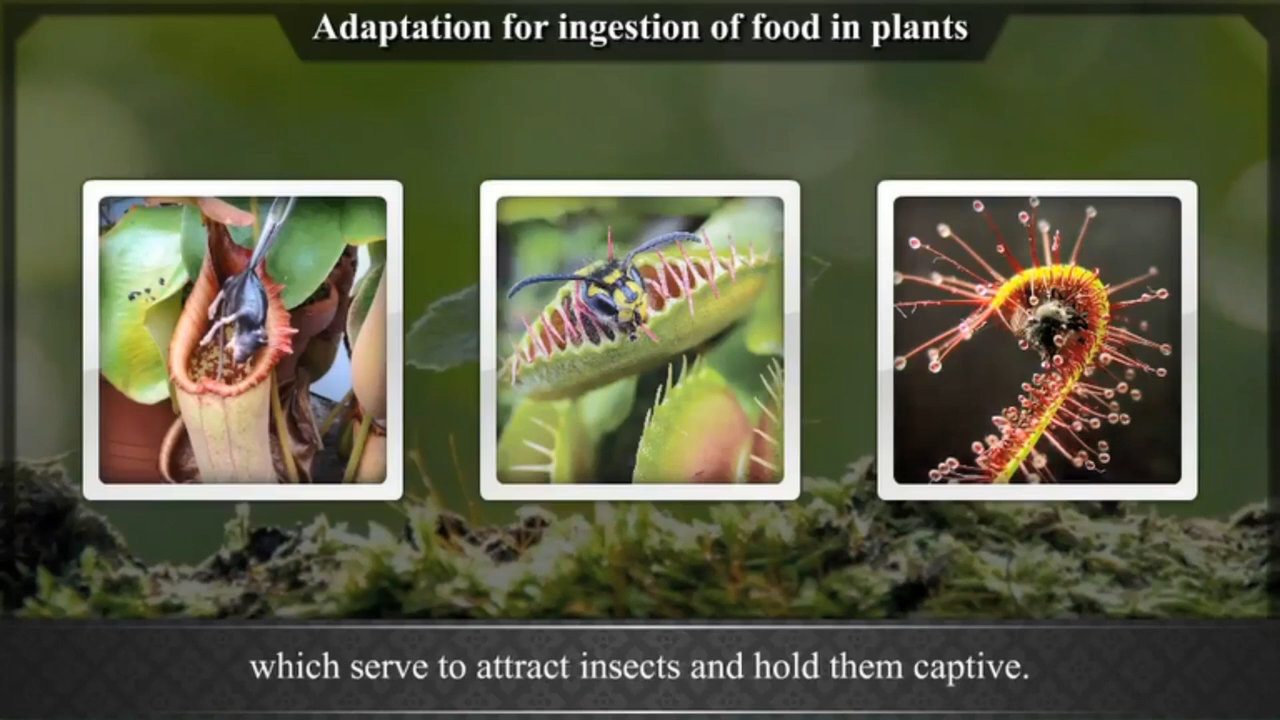 Adaptation for ingestion of food in plants
which serve to attract insects and hold them captive.